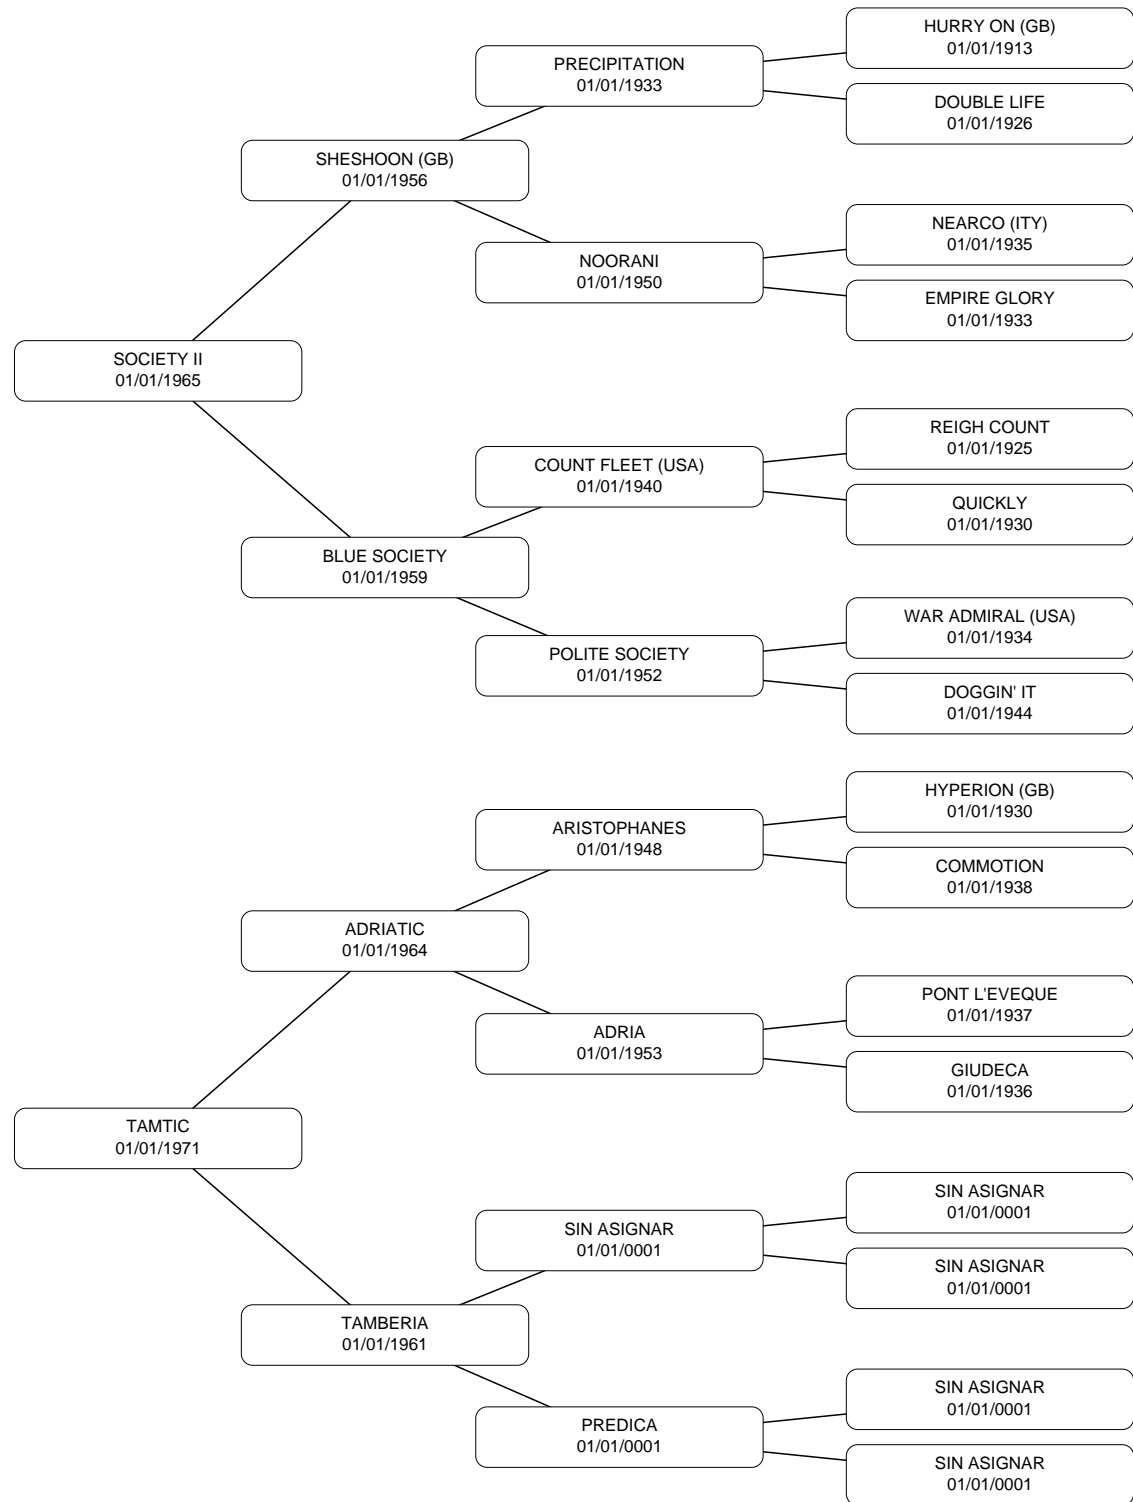 HURRY ON (GB)
01/01/1913
PRECIPITATION
01/01/1933
DOUBLE LIFE
01/01/1926
SHESHOON (GB)
01/01/1956
NEARCO (ITY)
01/01/1935
NOORANI
01/01/1950
EMPIRE GLORY
01/01/1933
SOCIETY II
01/01/1965
REIGH COUNT
01/01/1925
COUNT FLEET (USA)
01/01/1940
QUICKLY
01/01/1930
BLUE SOCIETY
01/01/1959
WAR ADMIRAL (USA)
01/01/1934
POLITE SOCIETY
01/01/1952
DOGGIN' IT
01/01/1944
HYPERION (GB)
01/01/1930
ARISTOPHANES
01/01/1948
COMMOTION
01/01/1938
ADRIATIC
01/01/1964
PONT L'EVEQUE
01/01/1937
ADRIA
01/01/1953
GIUDECA
01/01/1936
TAMTIC
01/01/1971
SIN ASIGNAR
01/01/0001
SIN ASIGNAR
01/01/0001
SIN ASIGNAR
01/01/0001
TAMBERIA
01/01/1961
SIN ASIGNAR
01/01/0001
PREDICA
01/01/0001
SIN ASIGNAR
01/01/0001